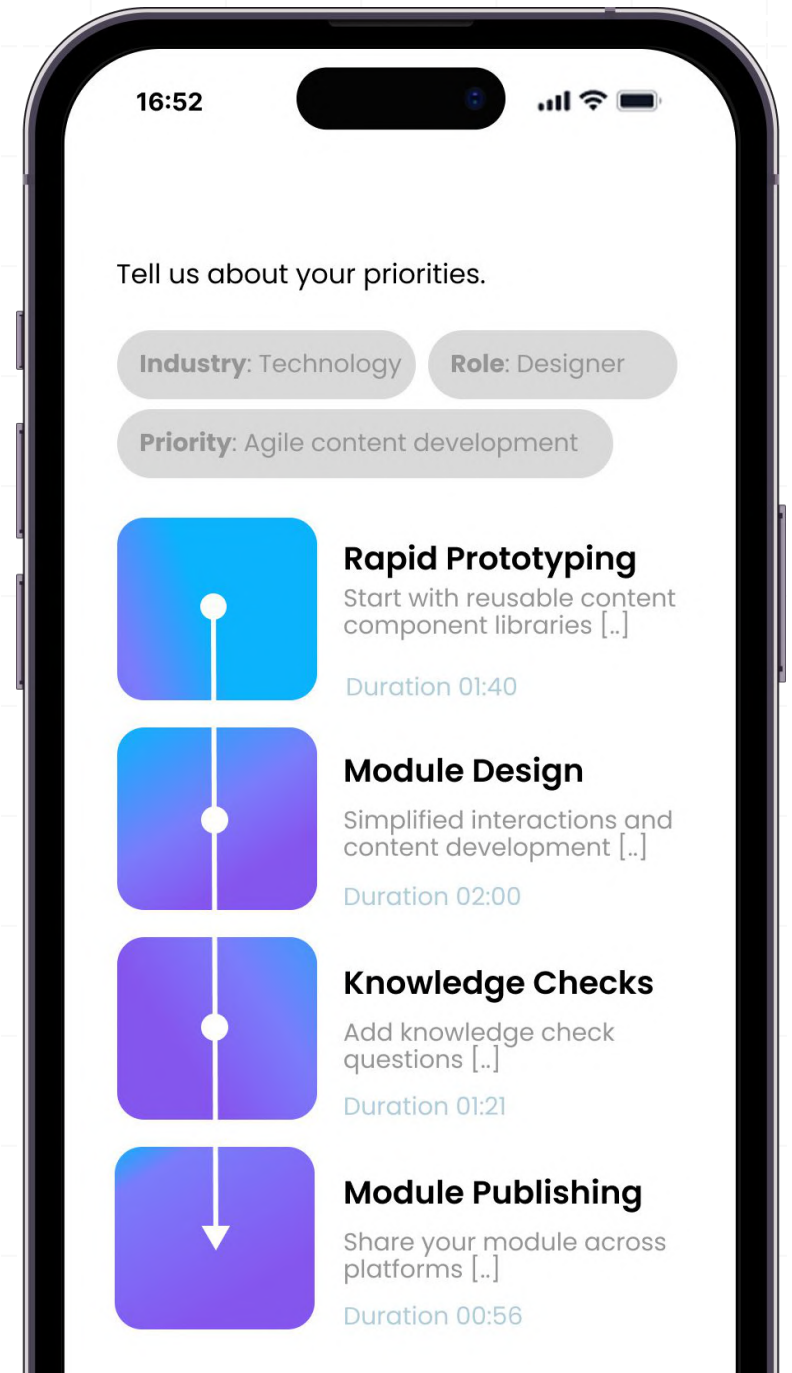 16:52
Tell us about your priorities.
Industry: Technology
Role: Designer
Priority: Agile content development
Rapid Prototyping
Start with reusable content
component libraries [..]
Duration 01:40
Module Design
Simplified interactions and
content development [..]
Duration 02:00
Knowledge Checks
Add knowledge check
questions [..]
Duration 01:21
Module Publishing
Share your module across
platforms [..]
Duration 00:56